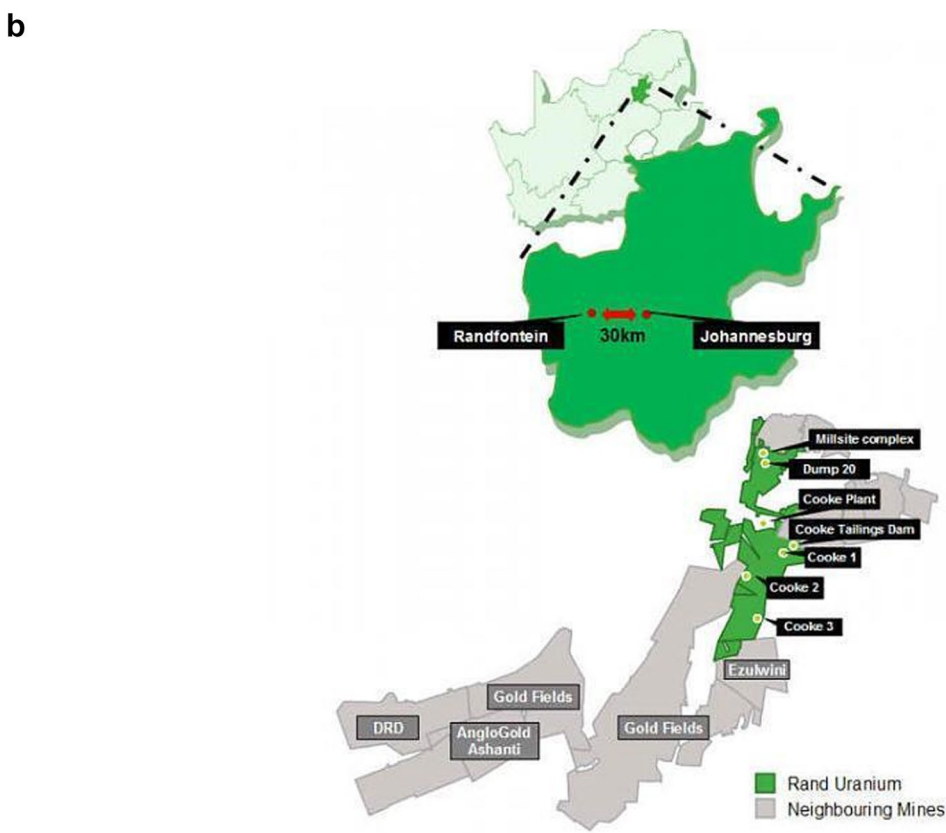 b
Randfontein
30km
Johannesburg
Millsite complex
Dump 20
Cooke Plant
Cooke Tailings Dam
Cooke 1
Cooke 2
Cooke 3
Ezulwini
Gold Fields
DRD
AngloGold
Ashanti
Gold Fields
Rand Uranium
Neighbouring Mines